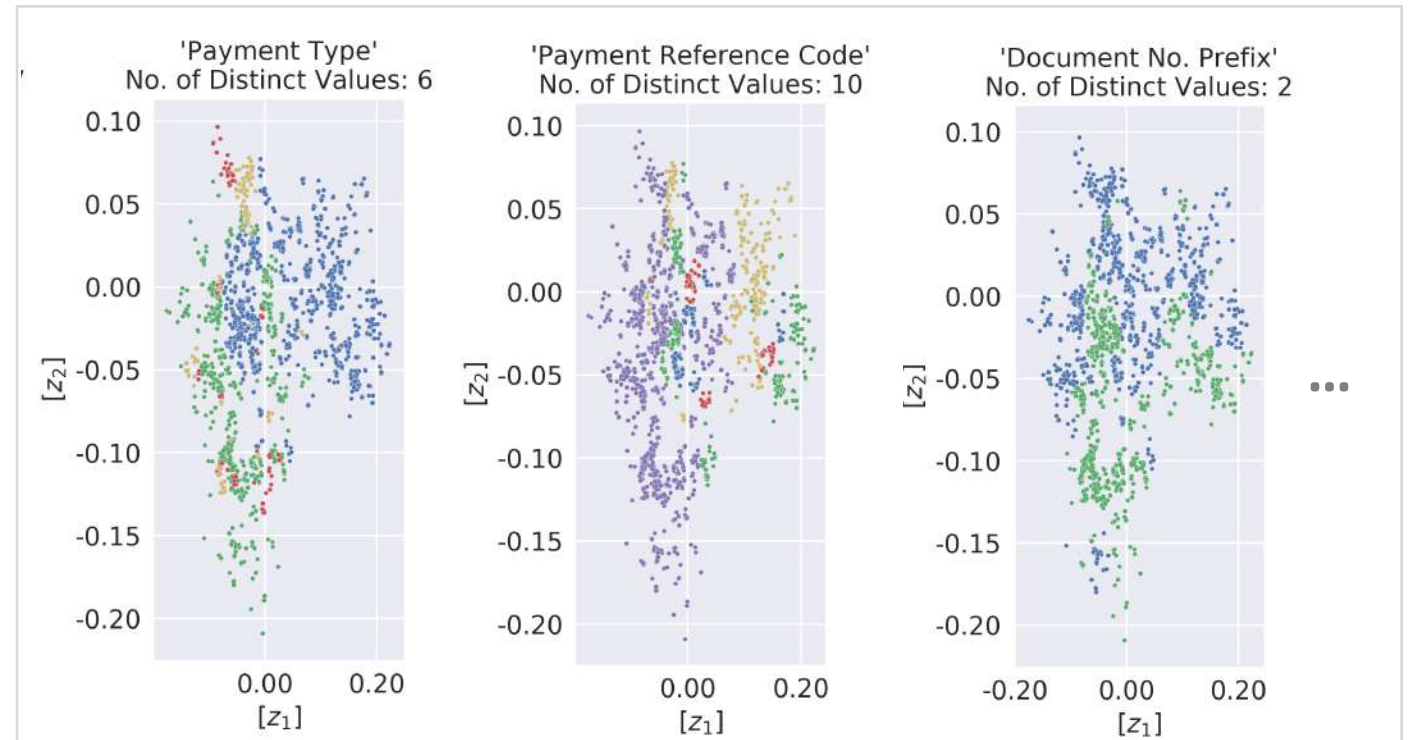 'Payment Type'
No. of Distinct Values: 6
0.10
0.05
0.00
-0.05
-0.10
-0.15
-0.20
[z2]
0.00 0.20
[z1]
'Payment Reference Code'
No. of Distinct Values: 10
0.10
0.05
0.00
-0.05
-0.10
-0.15
-0.20
[z2]
0.00 0.20
[z1]
'Document No. Prefix'
No. of Distinct Values: 2
0.10
0.05
0.00
-0.05
-0.10
-0.15
-0.20
[z2]
-0.20 0.00 0.20
[z1]
...